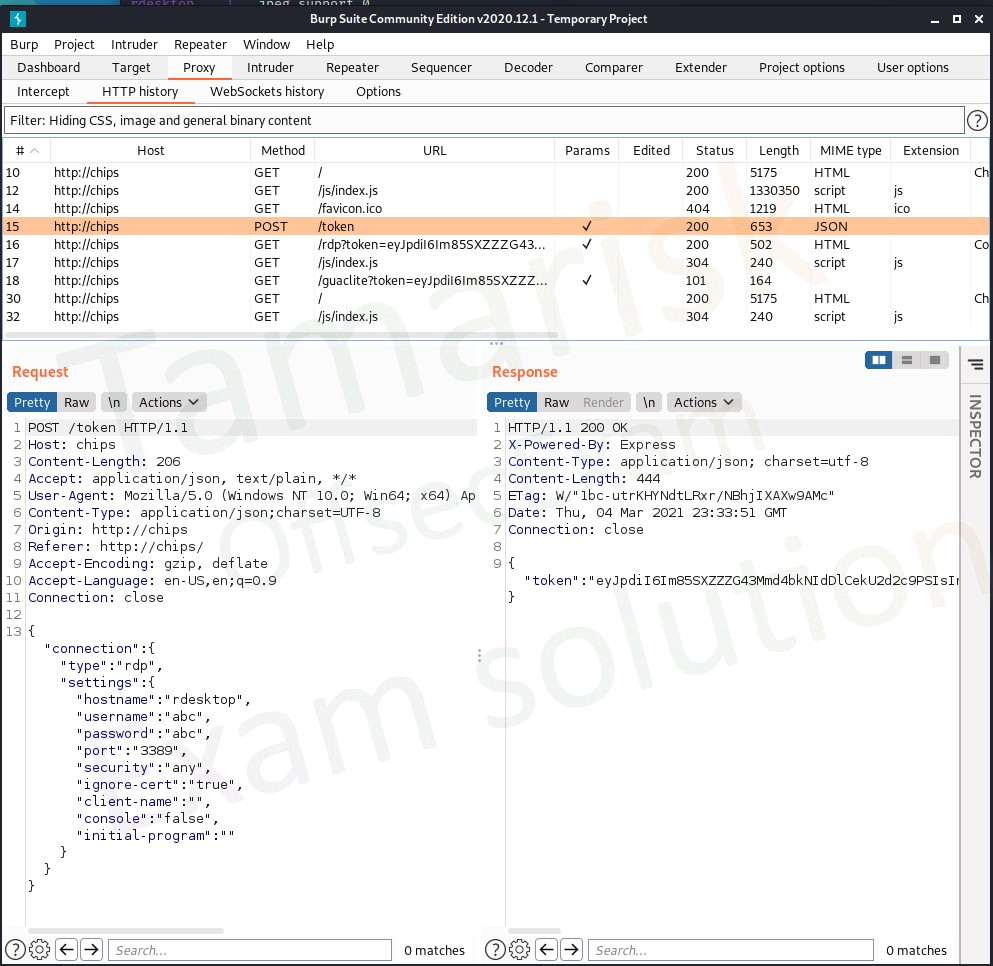 rdesktop jpeg support 0
Burp Suite Community Edition v2020.12.1 - Temporary Project
Burp Project Intruder Repeater Window Help
Dashboard Target Proxy Intruder Repeater Sequencer Decoder Comparer Extender Project options User options
Intercept HTTP history WebSockets history Options
Filter: Hiding CSS, image and general binary content ?
# Host Method URL Params Edited Status Length MIME type Extension
10 http://chips GET / 200 5175 HTML Ch
12 http://chips GET /js/index.js 200 1330350 script js
14 http://chips GET /favicon.ico 404 1219 HTML ico
15 http://chips POST /token ✓ 200 653 JSON
16 http://chips GET /rdp?token=eyJpdiI6Im85SXZZZG43... ✓ 200 502 HTML Co
17 http://chips GET /js/index.js 304 240 script js
18 http://chips GET /guaclite?token=eyJpdiI6Im85SXZZZ... ✓ 101 164
30 http://chips GET / 200 5175 HTML Ch
32 http://chips GET /js/index.js 304 240 script js
Request
Pretty Raw \n Actions
1 POST /token HTTP/1.1
2 Host: chips
3 Content-Length: 206
4 Accept: application/json, text/plain, */*
5 User-Agent: Mozilla/5.0 (Windows NT 10.0; Win64; x64) Ap
6 Content-Type: application/json;charset=UTF-8
7 Origin: http://chips
8 Referer: http://chips/
9 Accept-Encoding: gzip, deflate
10 Accept-Language: en-US,en;q=0.9
11 Connection: close
12
13 {
"connection":{
"type":"rdp",
"settings":{
"hostname":"rdesktop",
"username":"abc",
"password":"abc",
"port":"3389",
"security":"any",
"ignore-cert":"true",
"client-name":"",
"console":"false",
"initial-program":""
}
}
}
? Search... 0 matches
Response
Pretty Raw Render \n Actions
1 HTTP/1.1 200 OK
2 X-Powered-By: Express
3 Content-Type: application/json; charset=utf-8
4 Content-Length: 444
5 ETag: W/"1bc-utrKHYNdtLRxr/NBhjIXAXw9AMc"
6 Date: Thu, 04 Mar 2021 23:33:51 GMT
7 Connection: close
8
9 {
"token":"eyJpdiI6Im85SXZZZG43Mmd4bkNIdDlCekU2d2c9PSIsIn
}
? Search... 0 matches
INSPECTOR
Tamarisk
Offsec
Exam solution